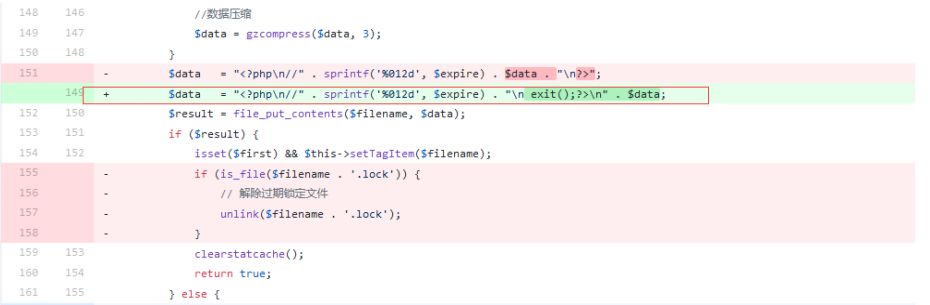 148 146 //数据压缩
149 147 $data = gzcompress($data, 3);
150 148 }
151 - $data = "<?php\n//" . sprintf('%012d', $expire) . $data . "\n?>";
149 + $data = "<?php\n//" . sprintf('%012d', $expire) . "\n exit();?>\n" . $data;
152 150 $result = file_put_contents($filename, $data);
153 151 if ($result) {
154 152 isset($first) && $this->setTagItem($filename);
155 - if (is_file($filename . '.lock')) {
156 - // 解除过期锁定文件
157 - unlink($filename . '.lock');
158 - }
159 153 clearstatcache();
160 154 return true;
161 155 } else {